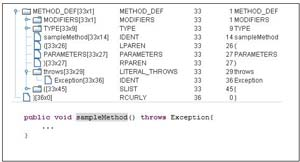 METHOD_DEF[33x1] METHOD_DEF 33 1 METHOD_DEF
MODIFIERS[33x1] MODIFIERS 33 1 MODIFIERS
TYPE[33x9] TYPE 33 9 TYPE
sampleMethod[33x14] IDENT 33 14 sampleMethod
([33x26] LPAREN 33 26 (
PARAMETERS[33x27] PARAMETERS 33 27 PARAMETERS
)[33x27] RPAREN 33 27 )
throws[33x29] LITERAL_THROWS 33 29 throws
Exception[33x36] IDENT 33 36 Exception
{[33x45] SLIST 33 45 {
}[36x0] RCURLY 36 0 }
public void sampleMethod() throws Exception{
...
}